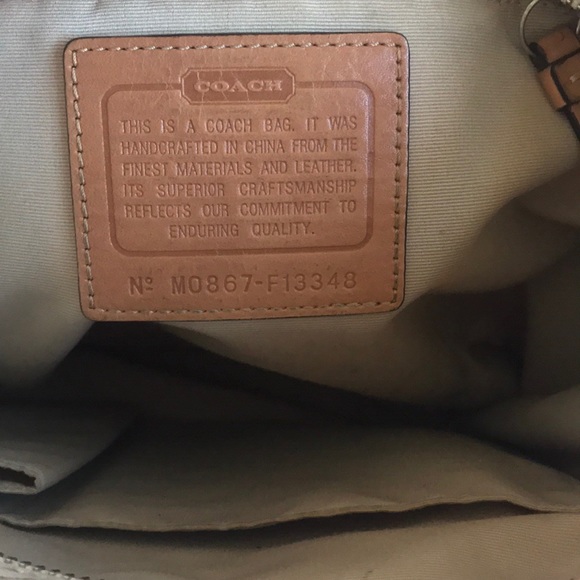 COACH
THIS IS A COACH BAG. IT WAS
HANDCRAFTED IN CHINA FROM THE
FINEST MATERIALS AND LEATHER.
ITS SUPERIOR CRAFTSMANSHIP
REFLECTS OUR COMMITMENT TO
ENDURING QUALITY.
Nº M0867-F13348